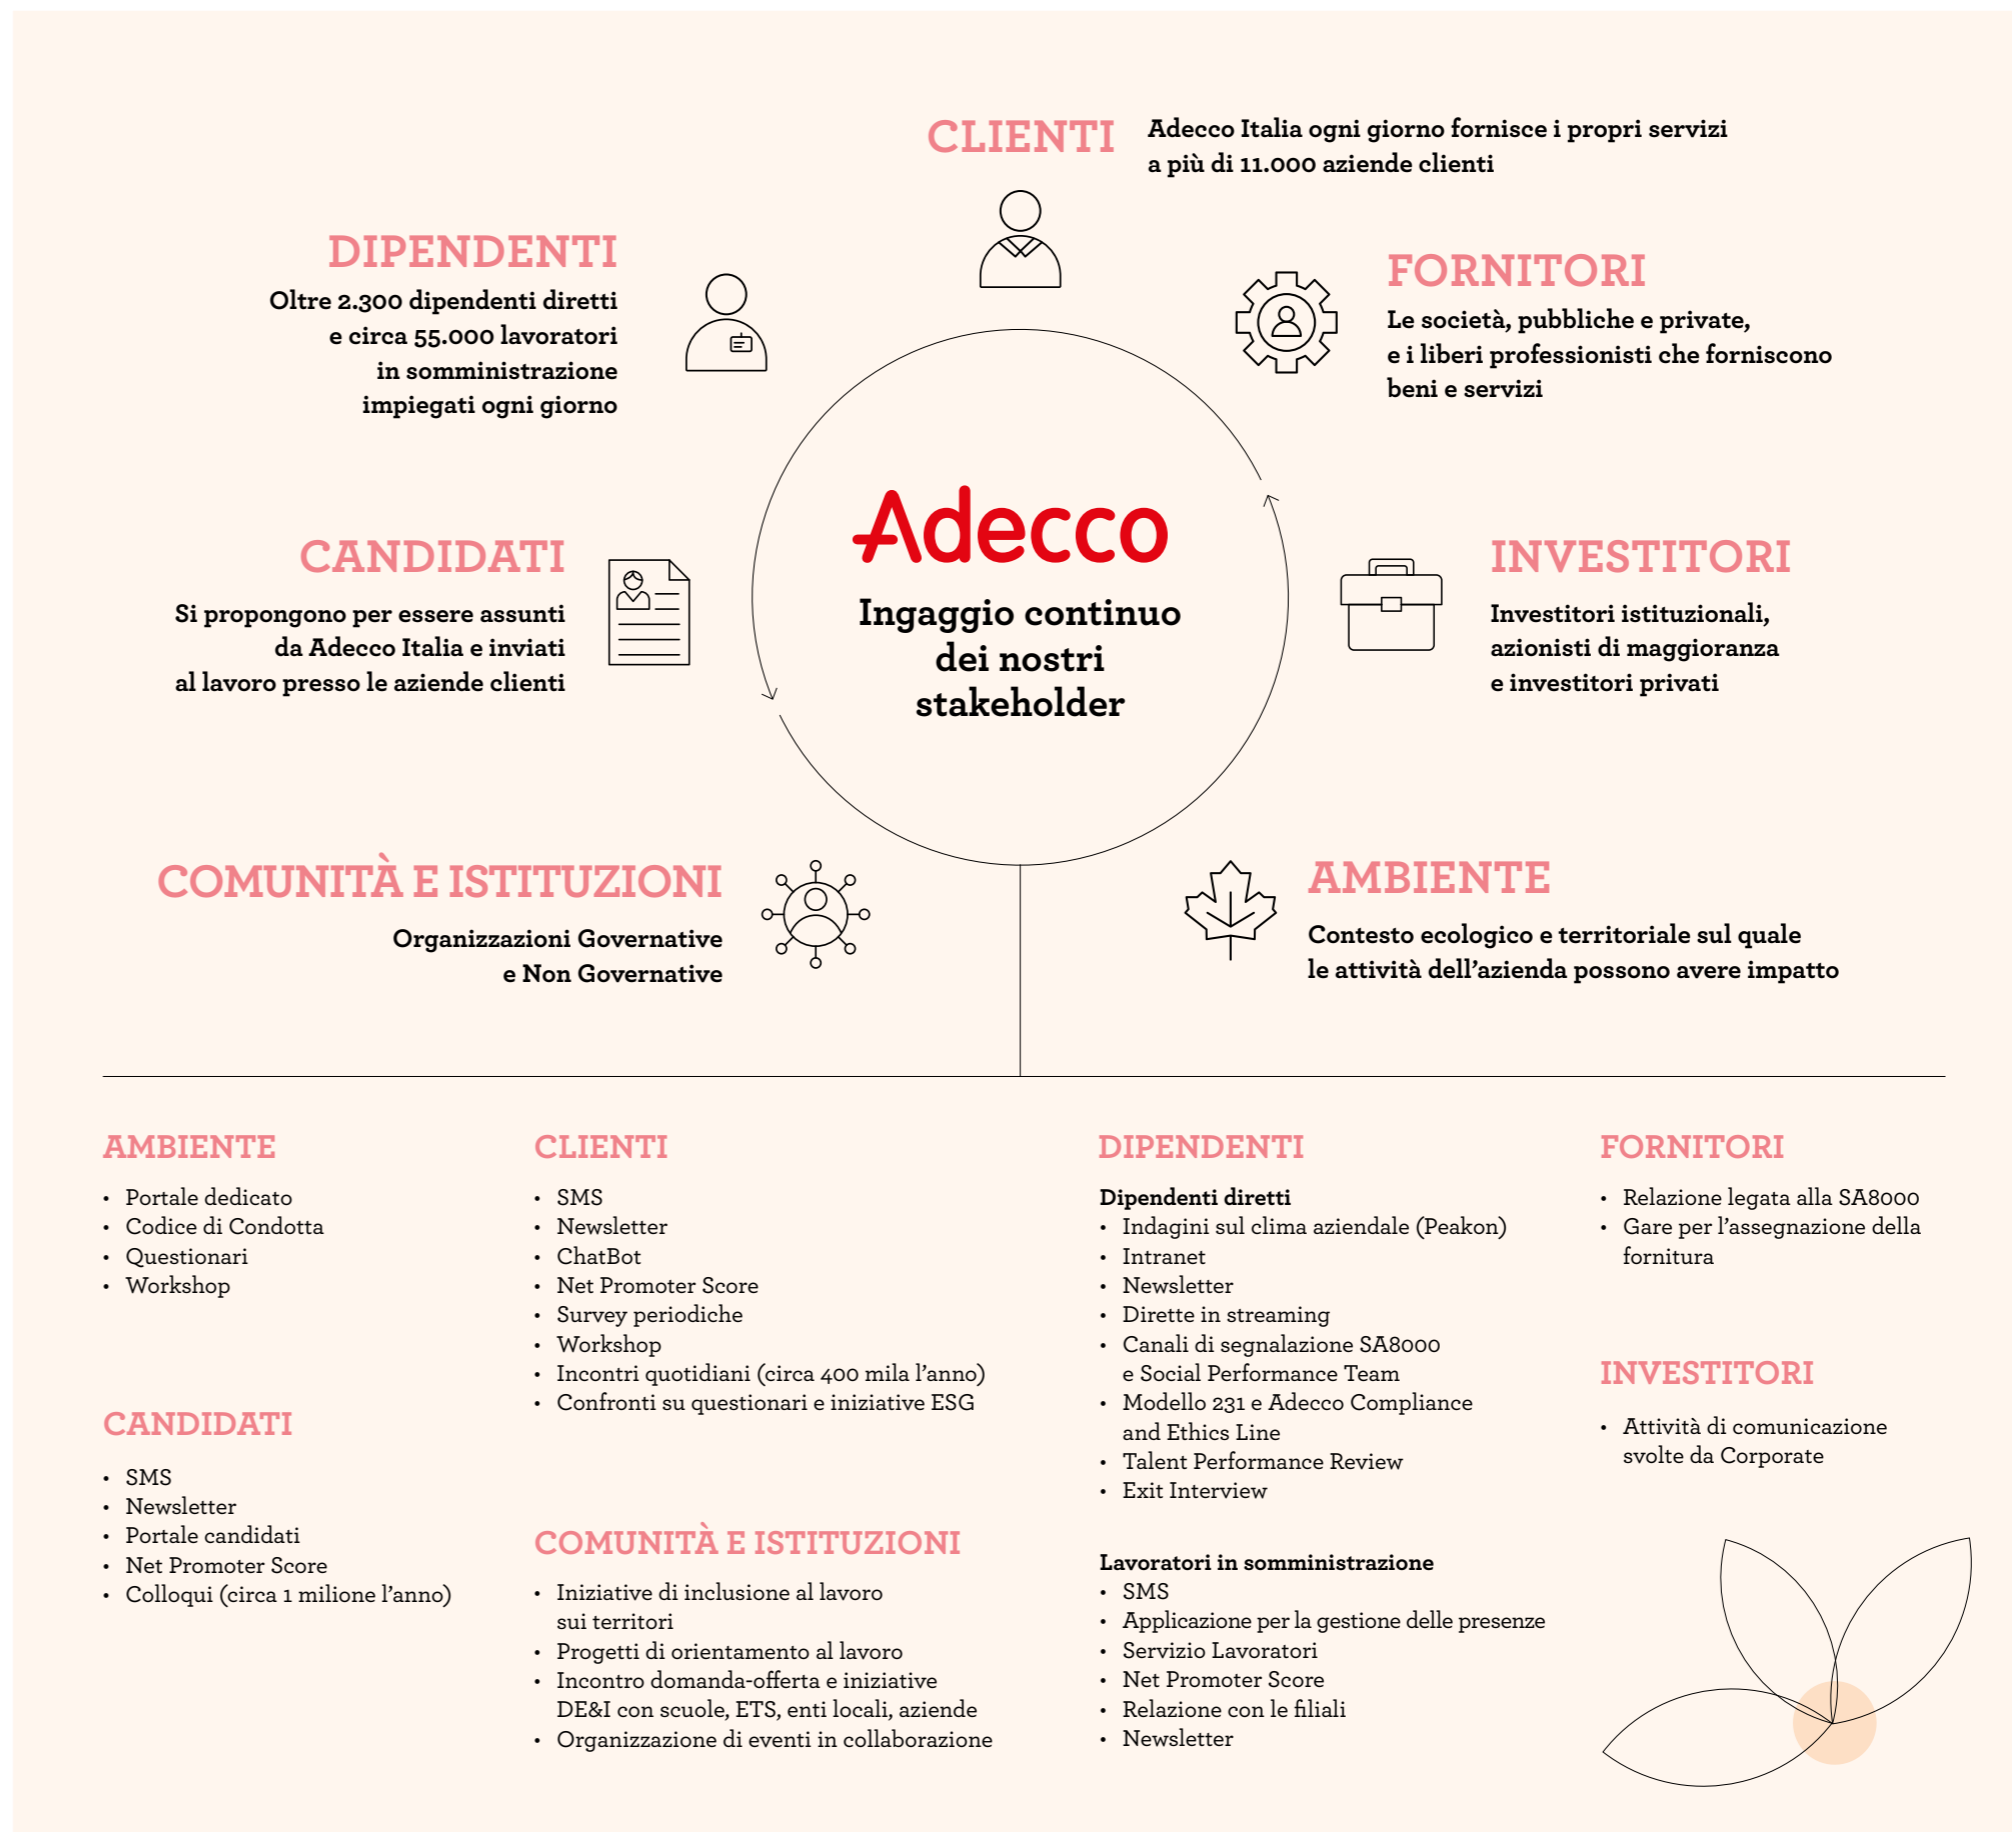 CLIENTI
Adecco Italia ogni giorno fornisce i propri servizi
a più di 11.000 aziende clienti
DIPENDENTI
Oltre 2.300 dipendenti diretti
e circa 55.000 lavoratori
in somministrazione
impiegati ogni giorno
FORNITORI
Le società, pubbliche e private,
e i liberi professionisti che forniscono
beni e servizi
CANDIDATI
Si propongono per essere assunti
da Adecco Italia e inviati
al lavoro presso le aziende clienti
Adecco
Ingaggio continuo
dei nostri
stakeholder
INVESTITORI
Investitori istituzionali,
azionisti di maggioranza
e investitori privati
COMUNITÀ E ISTITUZIONI
Organizzazioni Governative
e Non Governative
AMBIENTE
Contesto ecologico e territoriale sul quale
le attività dell’azienda possono avere impatto
AMBIENTE
• Portale dedicato
• Codice di Condotta
• Questionari
• Workshop
CANDIDATI
• SMS
• Newsletter
• Portale candidati
• Net Promoter Score
• Colloqui (circa 1 milione l’anno)
CLIENTI
• SMS
• Newsletter
• ChatBot
• Net Promoter Score
• Survey periodiche
• Workshop
• Incontri quotidiani (circa 400 mila l’anno)
• Confronti su questionari e iniziative ESG
COMUNITÀ E ISTITUZIONI
• Iniziative di inclusione al lavoro
sui territori
• Progetti di orientamento al lavoro
• Incontro domanda-offerta e iniziative
DE&I con scuole, ETS, enti locali, aziende
• Organizzazione di eventi in collaborazione
DIPENDENTI
Dipendenti diretti
• Indagini sul clima aziendale (Peakon)
• Intranet
• Newsletter
• Dirette in streaming
• Canali di segnalazione SA8000
e Social Performance Team
• Modello 231 e Adecco Compliance
and Ethics Line
• Talent Performance Review
• Exit Interview
Lavoratori in somministrazione
• SMS
• Applicazione per la gestione delle presenze
• Servizio Lavoratori
• Net Promoter Score
• Relazione con le filiali
• Newsletter
FORNITORI
• Relazione legata alla SA8000
• Gare per l’assegnazione della
fornitura
INVESTITORI
• Attività di comunicazione
svolte da Corporate